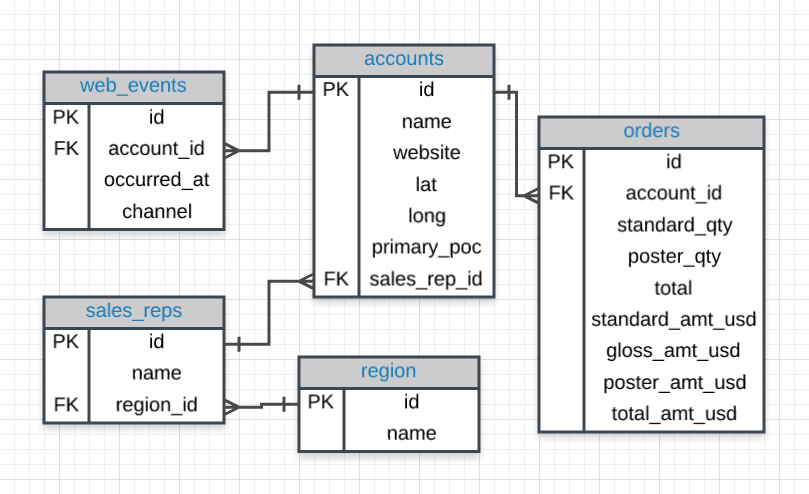 web_events
PK id
FK account_id
occurred_at
channel
accounts
PK id
name
website
lat
long
primary_poc
FK sales_rep_id
orders
PK id
FK account_id
standard_qty
poster_qty
total
standard_amt_usd
gloss_amt_usd
poster_amt_usd
total_amt_usd
sales_reps
PK id
name
FK region_id
region
PK id
name